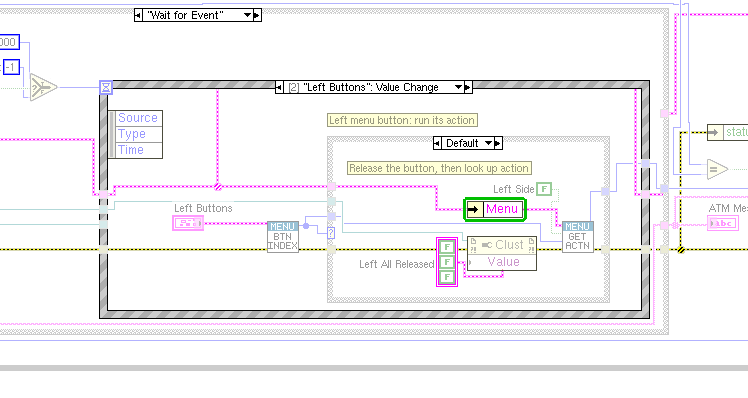 "Wait for Event"
000
-1
[2] "Left Buttons": Value Change
Source
Type
Time
Left menu button: run its action
Default
Release the button, then look up action
Left Side
F
Menu
Left Buttons
MENU
BTN
INDEX
?
MENU
GET
ACTN
Clust
Value
Left All Released
F
F
F
statu
=
ATM Me
abc